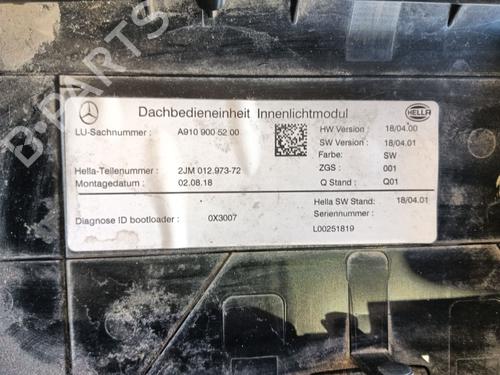 B-PARTS
Dachbedieneinheit Innenlichtmodul
HELLA
LU-Sachnummer : A910 900 52 00
HW Version : 18/04.00
SW Version : 18/04.01
Farbe: SW
Hella-Teilenummer : 2JM 012.973-72
ZGS : 001
Montagedatum : 02.08.18
Q Stand : Q01
Hella SW Stand: 18/04.01
Diagnose ID bootloader : 0X3007
Seriennummer :
L00251819